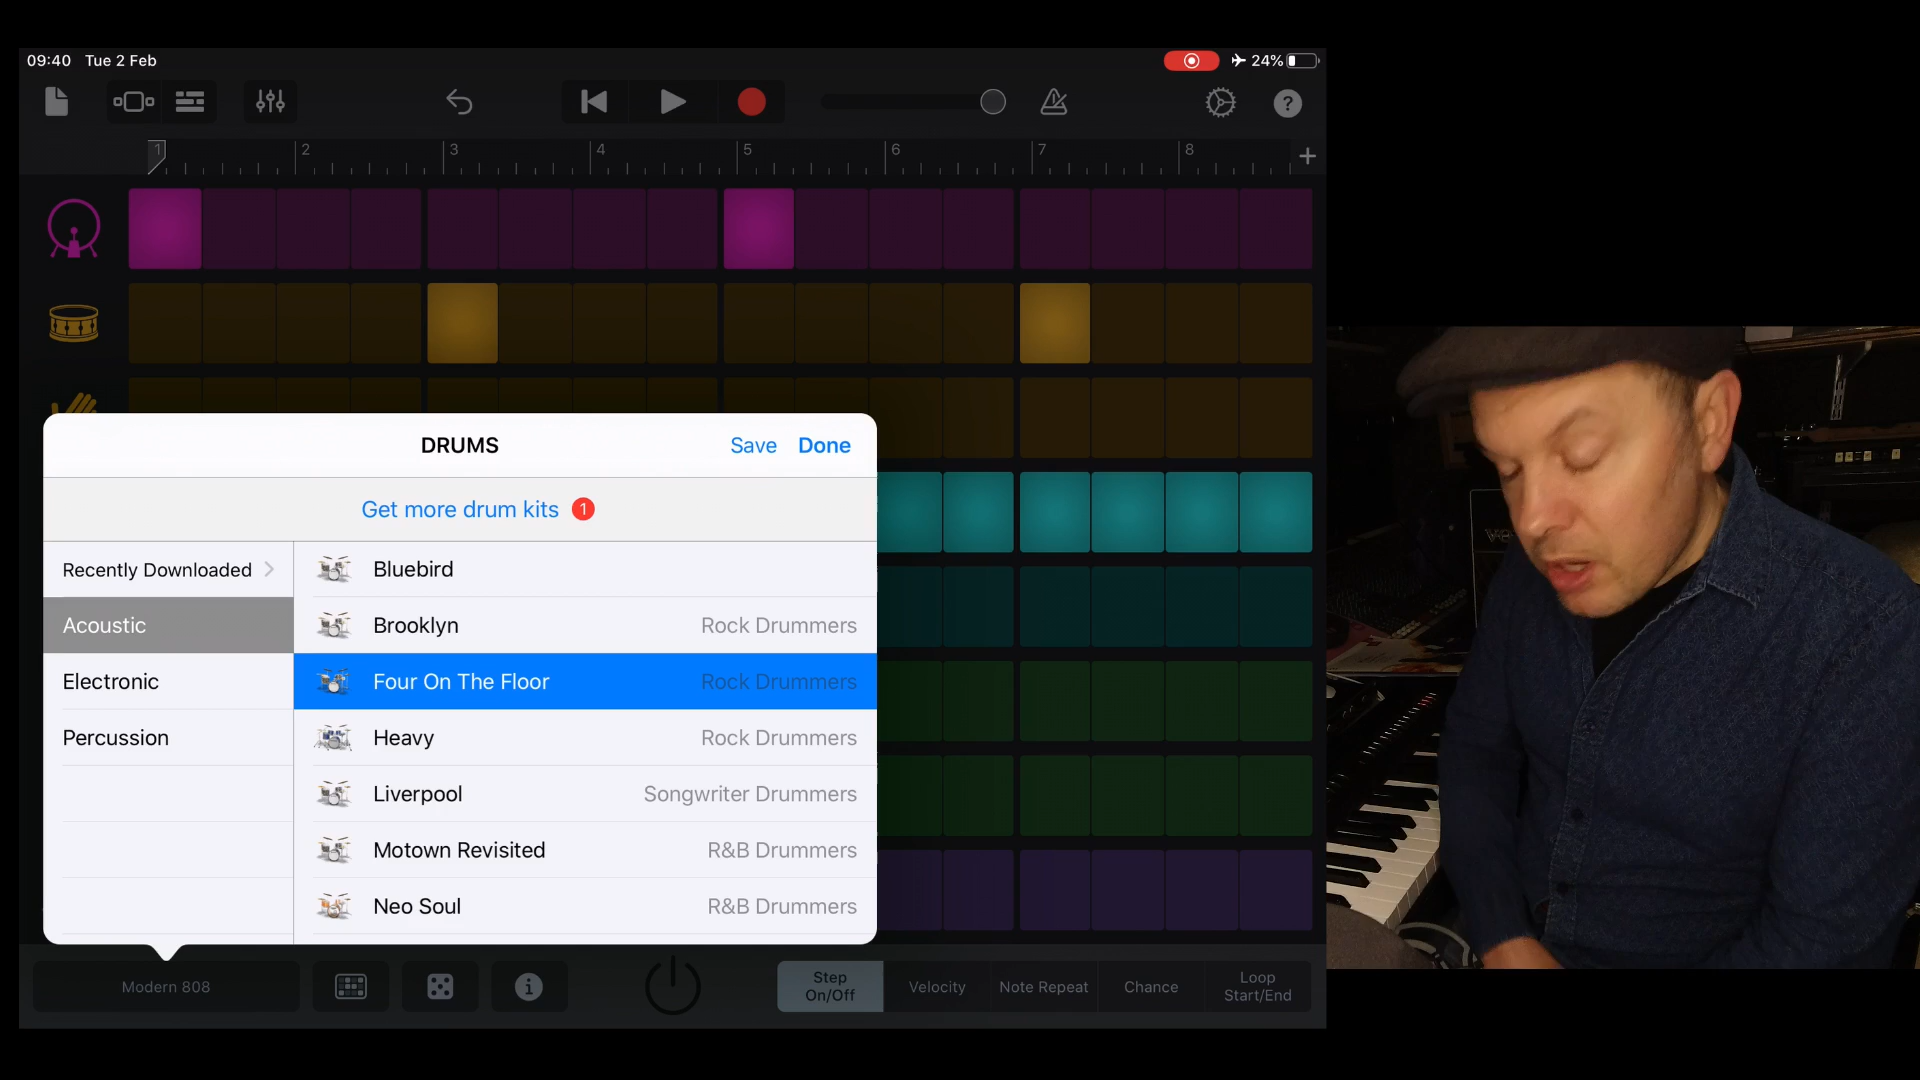 09:40 Tue 2 Feb
24%
?
1 2 3 4 5 6 7 8 +
DRUMS Save Done
Get more drum kits 1
Recently Downloaded
Acoustic
Electronic
Percussion
Bluebird
Brooklyn Rock Drummers
Four On The Floor Rock Drummers
Heavy Rock Drummers
Liverpool Songwriter Drummers
Motown Revisited R&B Drummers
Neo Soul R&B Drummers
Modern 808
Step
On/Off
Velocity
Note Repeat
Chance
Loop
Start/End